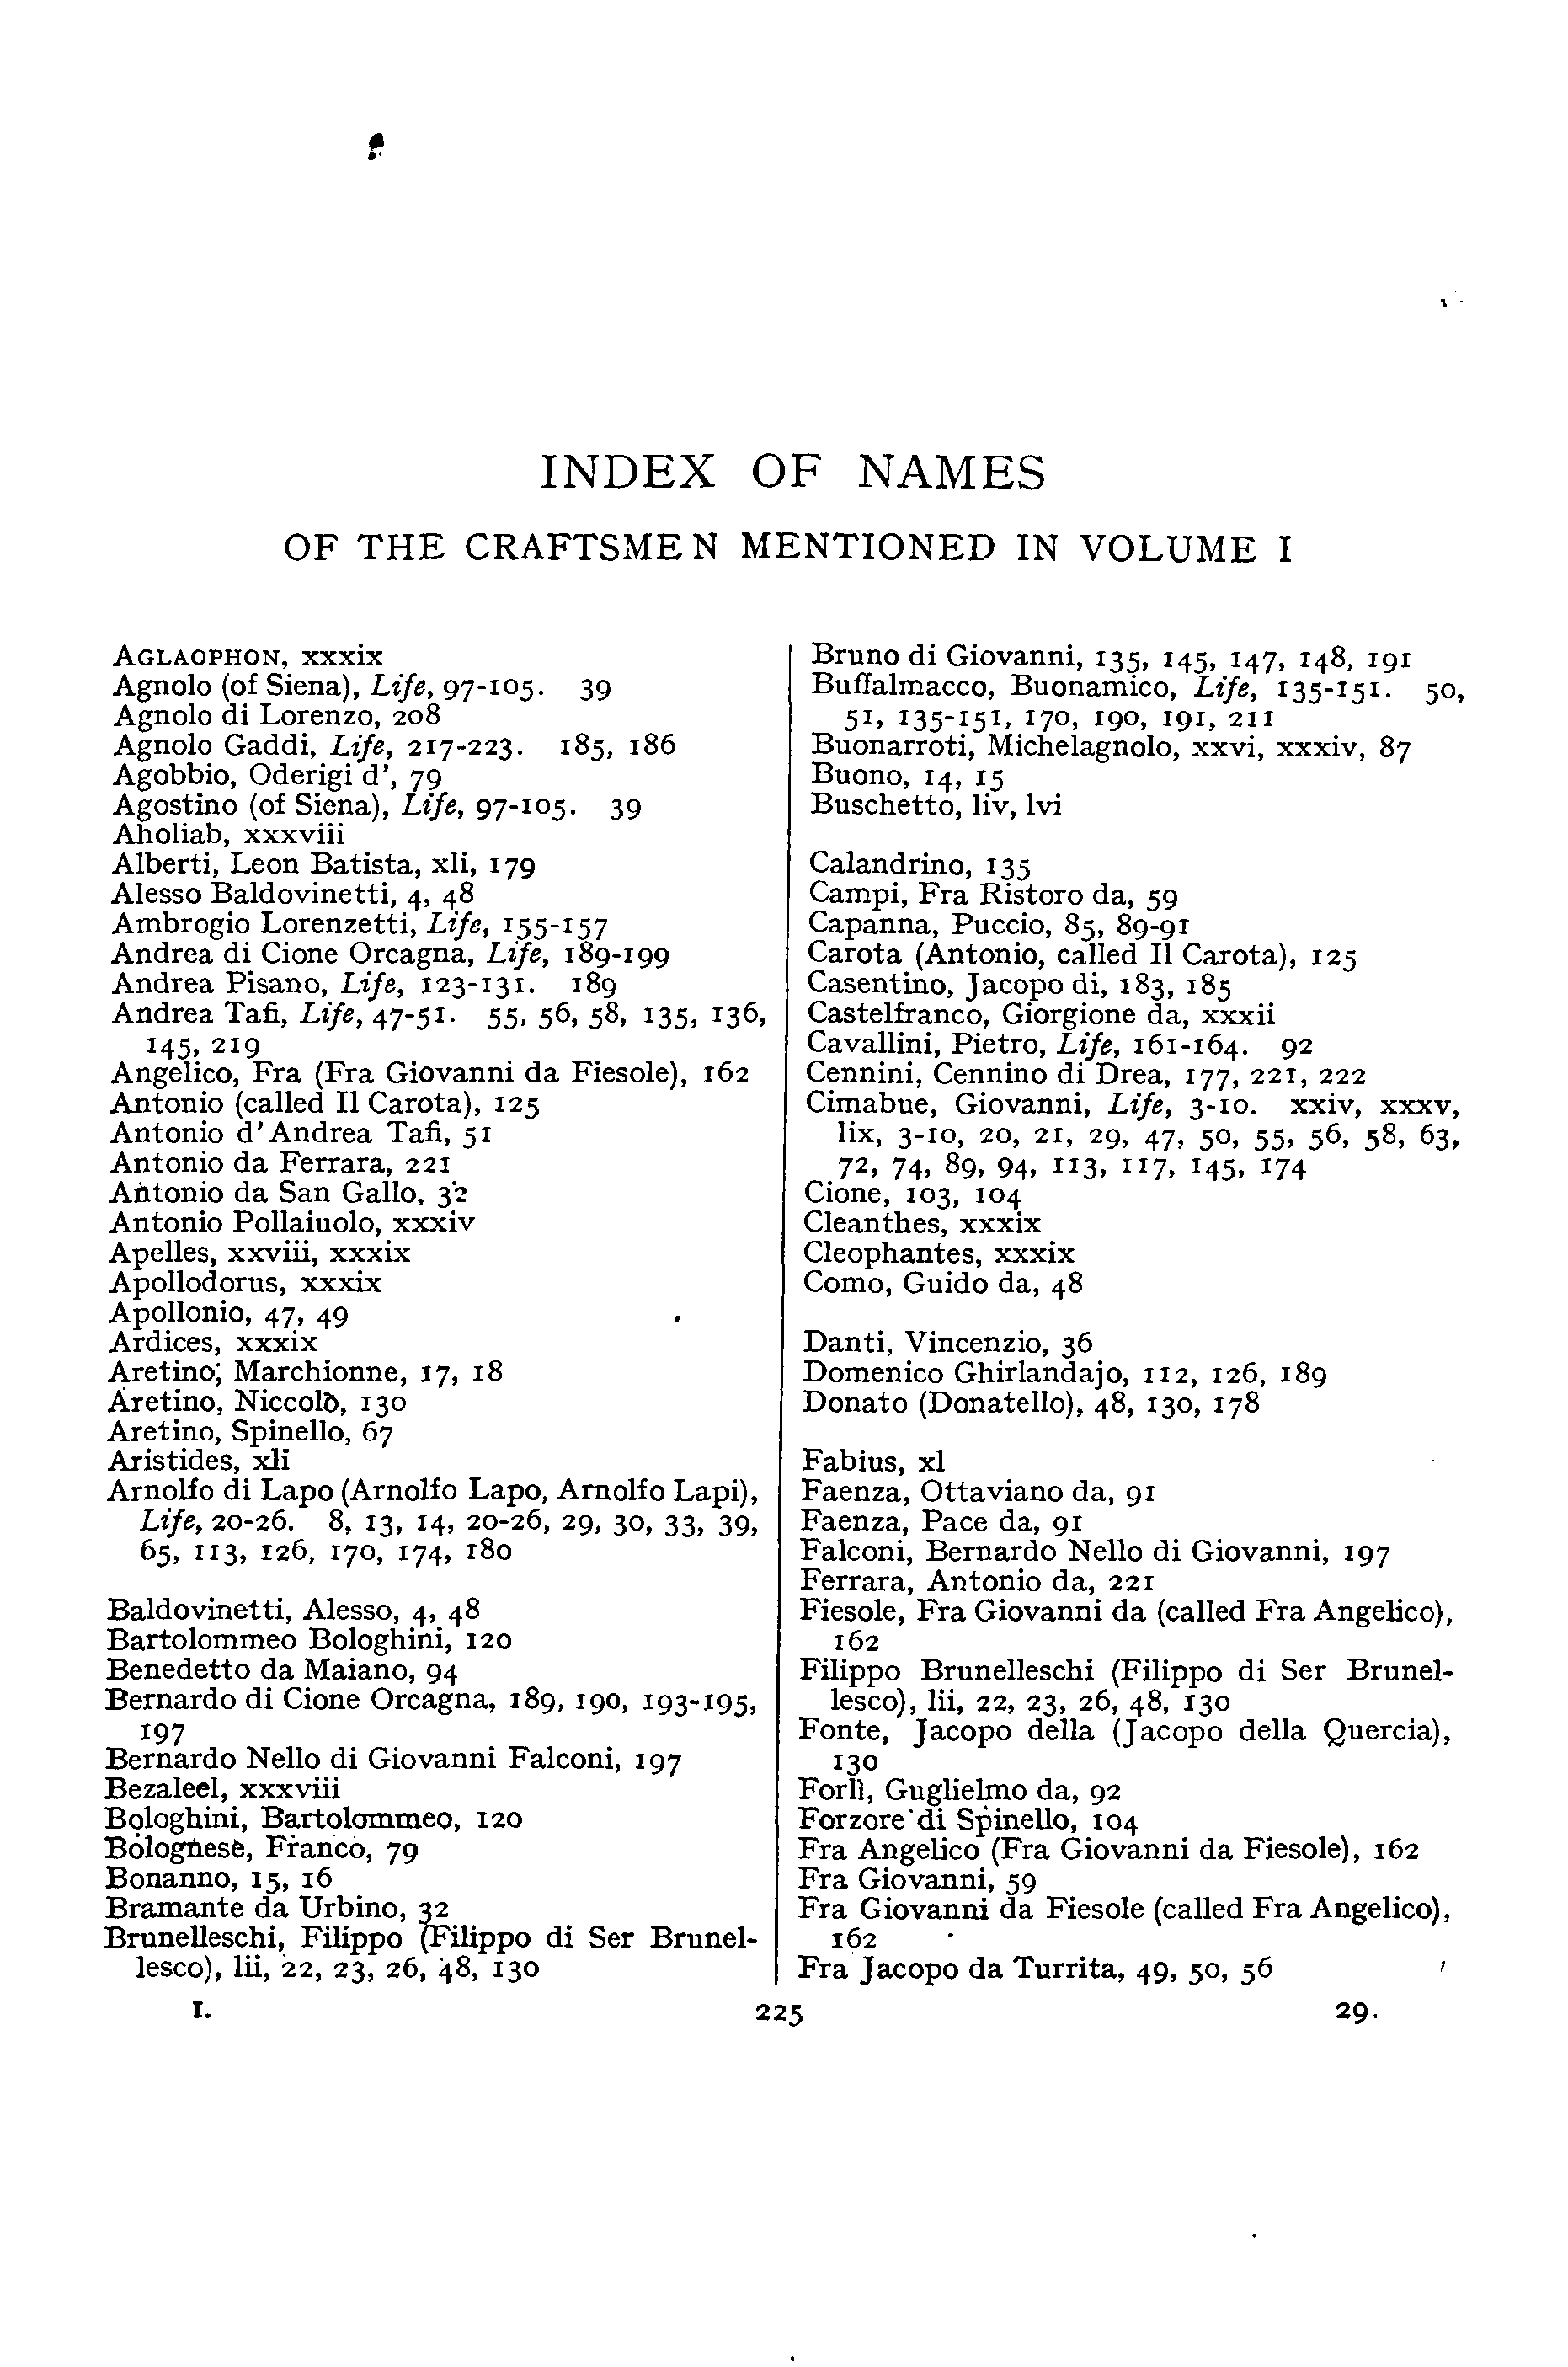 INDEX OF NAMES
OF THE CRAFTSMEN MENTIONED IN VOLUME I
AGLAOPHON, xxxix
Agnolo (of Siena), Life, 97-105. 39
Agnolo di Lorenzo, 208
Agnolo Gaddi, Life, 217-223. 185, 186
Agobbio, Oderigi d', 79
Agostino (of Siena), Life, 97-105. 39
Aholiab, xxxviii
Alberti, Leon Batista, xli, 179
Alesso Baldovinetti, 4, 48
Ambrogio Lorenzetti, Life, 155-157
Andrea di Cione Orcagna, Life, 189-199
Andrea Pisano, Life, 123-131. 189
Andrea Tafi, Life, 47-51. 55, 56, 58, 135, 136,
145, 219
Angelico, Fra (Fra Giovanni da Fiesole), 162
Antonio (called Il Carota), 125
Antonio d'Andrea Tafi, 51
Antonio da Ferrara, 221
Antonio da San Gallo, 32
Antonio Pollaiuolo, xxxiv
Apelles, xxviii, xxxix
Apollodorus, xxxix
Apollonio, 47, 49
Ardices, xxxix
Aretino, Marchionne, 17, 18
Aretino, Niccolò, 130
Aretino, Spinello, 67
Aristides, xli
Arnolfo di Lapo (Arnolfo Lapo, Arnolfo Lapi),
Life, 20-26. 8, 13, 14, 20-26, 29, 30, 33, 39,
65, 113, 126, 170, 174, 180
Baldovinetti, Alesso, 4, 48
Bartolommeo Bologhini, 120
Benedetto da Maiano, 94
Bernardo di Cione Orcagna, 189, 190, 193-195,
197
Bernardo Nello di Giovanni Falconi, 197
Bezaleel, xxxviii
Bologhini, Bartolommeo, 120
Bolognese, Franco, 79
Bonanno, 15, 16
Bramante da Urbino, 32
Brunelleschi, Filippo (Filippo di Ser Brunel-
lesco), lii, 22, 23, 26, 48, 130
Bruno di Giovanni, 135, 145, 147, 148, 191
Buffalmacco, Buonamico, Life, 135-151. 50,
51, 135-151, 170, 190, 191, 211
Buonarroti, Michelagnolo, xxvi, xxxiv, 87
Buono, 14, 15
Buschetto, liv, lvi
Calandrino, 135
Campi, Fra Ristoro da, 59
Capanna, Puccio, 85, 89-91
Carota (Antonio, called Il Carota), 125
Casentino, Jacopo di, 183, 185
Castelfranco, Giorgione da, xxxii
Cavallini, Pietro, Life, 161-164. 92
Cennini, Cennino di Drea, 177, 221, 222
Cimabue, Giovanni, Life, 3-10. xxiv, xxxv,
lix, 3-10, 20, 21, 29, 47, 50, 55, 56, 58, 63,
72, 74, 89, 94, 113, 117, 145, 174
Cione, 103, 104
Cleanthes, xxxix
Cleophantes, xxxix
Como, Guido da, 48
Danti, Vincenzio, 36
Domenico Ghirlandajo, 112, 126, 189
Donato (Donatello), 48, 130, 178
Fabius, xl
Faenza, Ottaviano da, 91
Faenza, Pace da, 91
Falconi, Bernardo Nello di Giovanni, 197
Ferrara, Antonio da, 221
Fiesole, Fra Giovanni da (called Fra Angelico),
162
Filippo Brunelleschi (Filippo di Ser Brunel-
lesco), lii, 22, 23, 26, 48, 130
Fonte, Jacopo della (Jacopo della Quercia),
130
Forlì, Guglielmo da, 92
Forzore di Spinello, 104
Fra Angelico (Fra Giovanni da Fiesole), 162
Fra Giovanni, 59
Fra Giovanni da Fiesole (called Fra Angelico),
162
Fra Jacopo da Turrita, 49, 50, 56
I. 225 29.